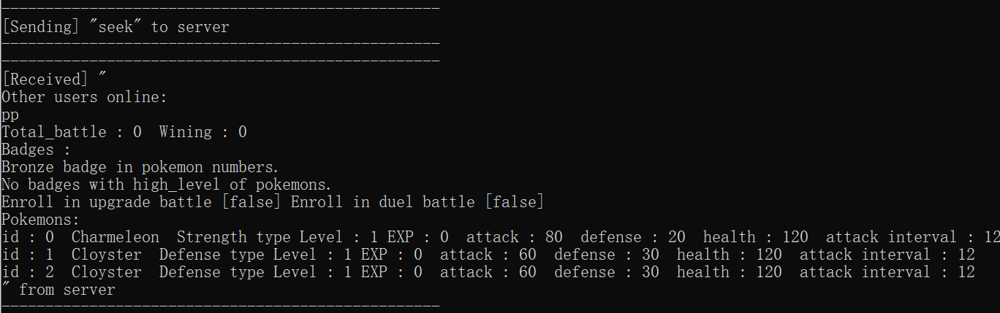 --------------------------------------------------
[Sending] "seek" to server
--------------------------------------------------
--------------------------------------------------
[Received] "
Other users online:
pp
Total_battle : 0  Wining : 0
Badges :
Bronze badge in pokemon numbers.
No badges with high_level of pokemons.
Enroll in upgrade battle [false] Enroll in duel battle [false]
Pokemons:
id : 0  Charmeleon  Strength type Level : 1 EXP : 0  attack : 80  defense : 20  health : 120  attack interval : 12
id : 1  Cloyster  Defense type Level : 1 EXP : 0  attack : 60  defense : 30  health : 120  attack interval : 12
id : 2  Cloyster  Defense type Level : 1 EXP : 0  attack : 60  defense : 30  health : 120  attack interval : 12
" from server
--------------------------------------------------